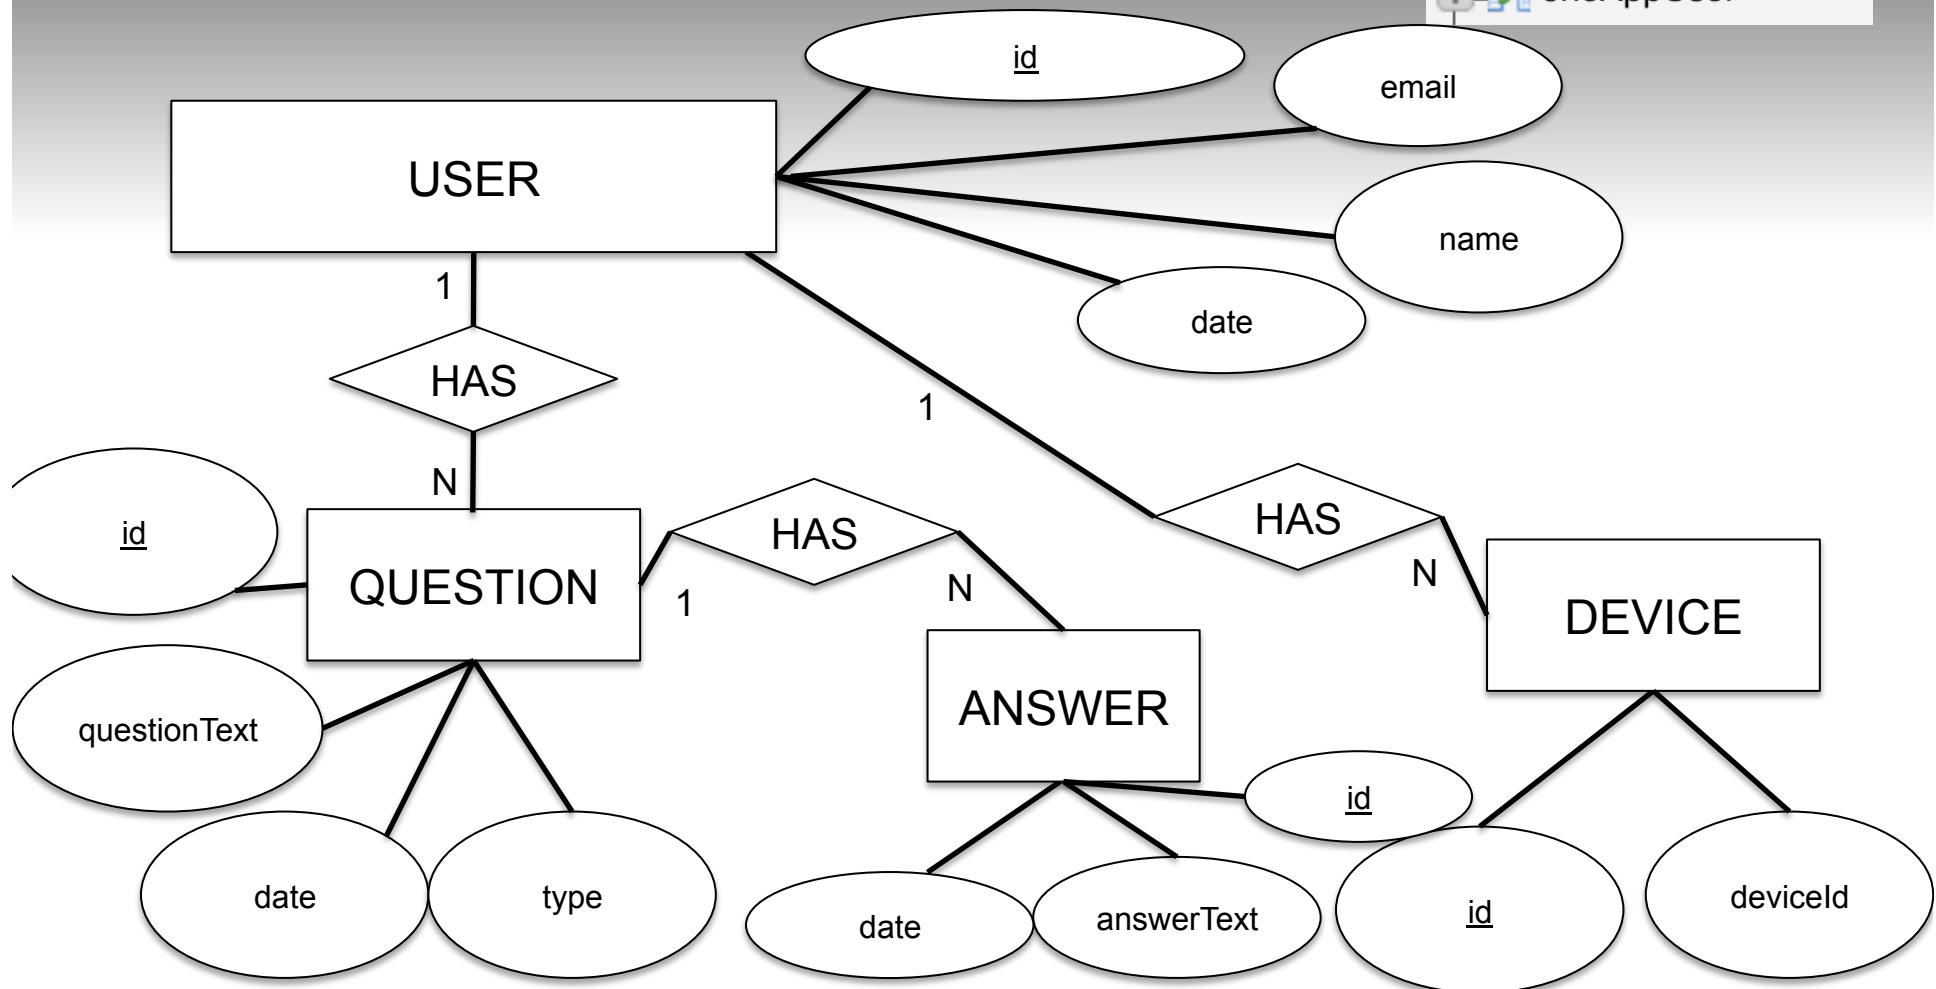 id
email
USER
name
date
1
HAS
1
N
id
HAS
HAS
N
QUESTION
1
N
DEVICE
ANSWER
questionText
id
date
type
date
answerText
id
deviceId